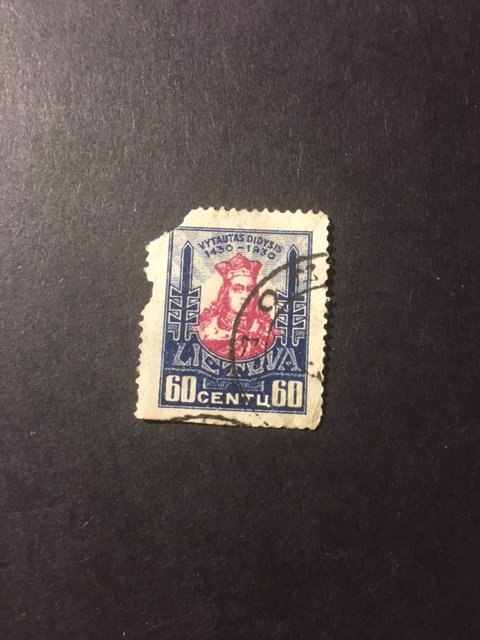 VYTAUTAS DIDYSIS
1430-1930
LIETUVA
60 CENTŲ 60